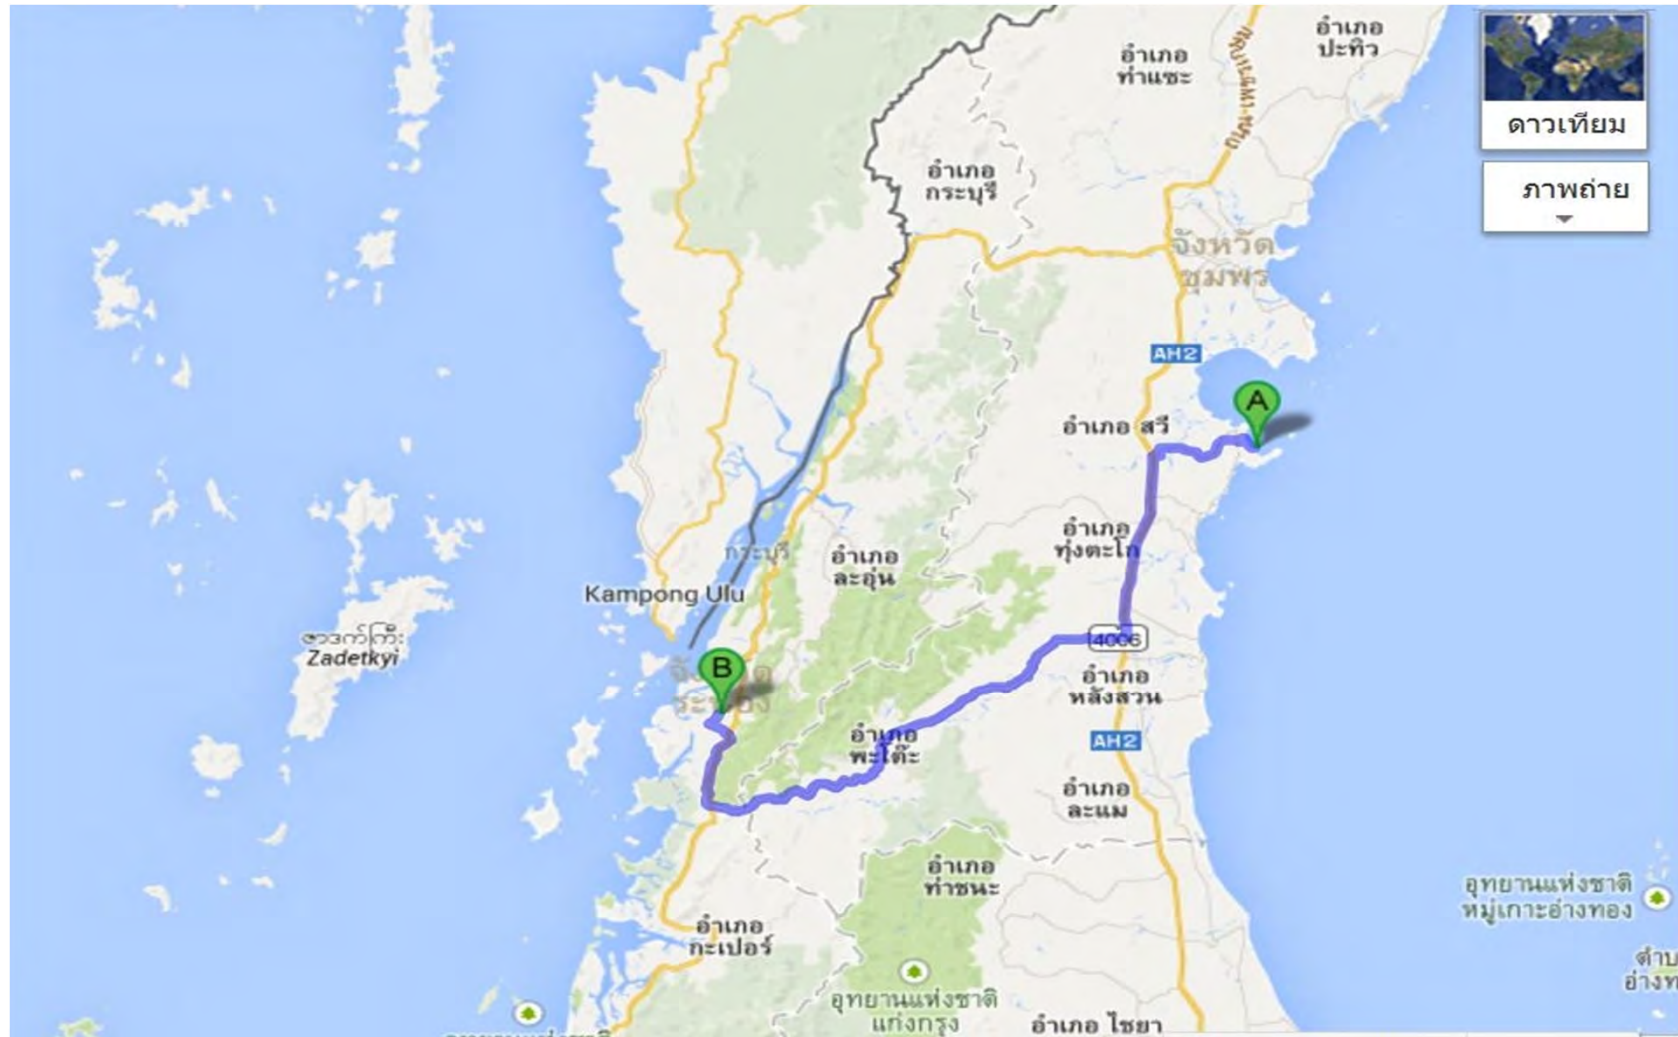 อำเภอ
ปะทิว
อำเภอ
ท่าแซะ
ดาวเทียม
ภาพถ่าย
อำเภอ
กระบุรี
จังหวัด
ชุมพร
AH2
A
อำเภอ สวี
อำเภอ
ทุ่งตะโก
กระบุรี
อำเภอ
ละอุ่น
Kampong Ulu
ဇာဒက်ကြီး
Zadetkyi
4006
B
อำเภอ
หลังสวน
อำเภอ
พะโต๊ะ
AH2
อำเภอ
ละแม
อำเภอ
ท่าชนะ
อุทยานแห่งชาติ
หมู่เกาะอ่างทอง
อำเภอ
กะเปอร์
อุทยานแห่งชาติ
แก่งกรุง
อำเภอ ไชยา